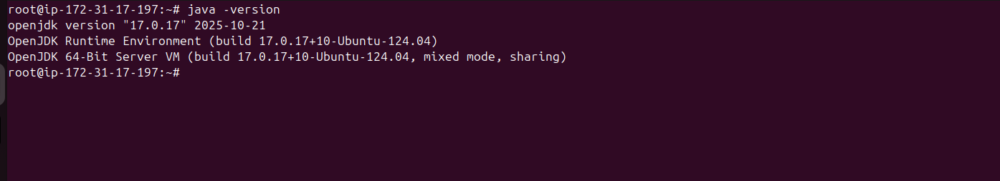 root@ip-172-31-17-197:~# java -version
openjdk version "17.0.17" 2025-10-21
OpenJDK Runtime Environment (build 17.0.17+10-Ubuntu-124.04)
OpenJDK 64-Bit Server VM (build 17.0.17+10-Ubuntu-124.04, mixed mode, sharing)
root@ip-172-31-17-197:~#